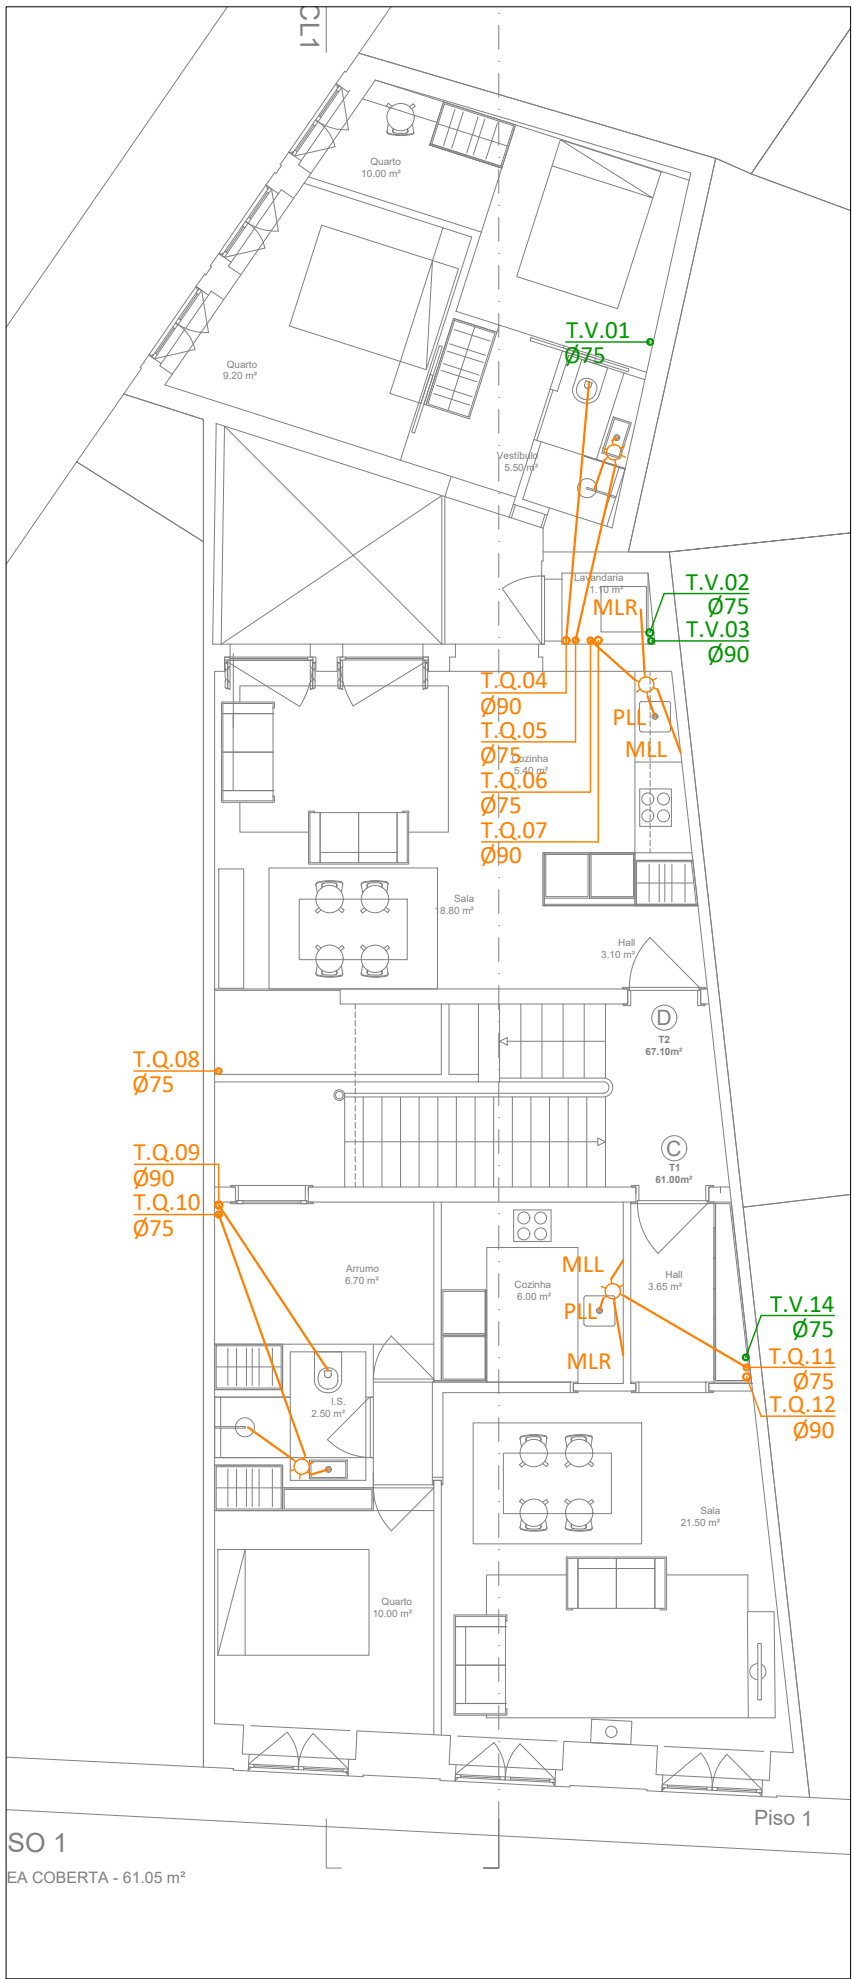 CL1
Quarto
10.00 m²
T.V.01
Ø75
Quarto
9.20 m²
Vestíbulo
5.50 m²
Lavandaria
1.10 m²
MLR
T.V.02
Ø75
T.V.03
Ø90
T.Q.04
Ø90
PLL
T.Q.05
Ø75
MLL
Cozinha
5.40 m²
T.Q.06
Ø75
T.Q.07
Ø90
Sala
18.80 m²
Hall
3.10 m²
D
T2
67.10m²
T.Q.08
Ø75
C
T1
61.00m²
T.Q.09
Ø90
T.Q.10
Ø75
Arrumo
6.70 m²
MLL
Cozinha
6.00 m²
PLL
MLR
Hall
3.65 m²
T.V.14
Ø75
T.Q.11
Ø75
T.Q.12
Ø90
I.S.
2.50 m²
Sala
21.50 m²
Quarto
10.00 m²
Piso 1
SO 1
EA COBERTA - 61.05 m²